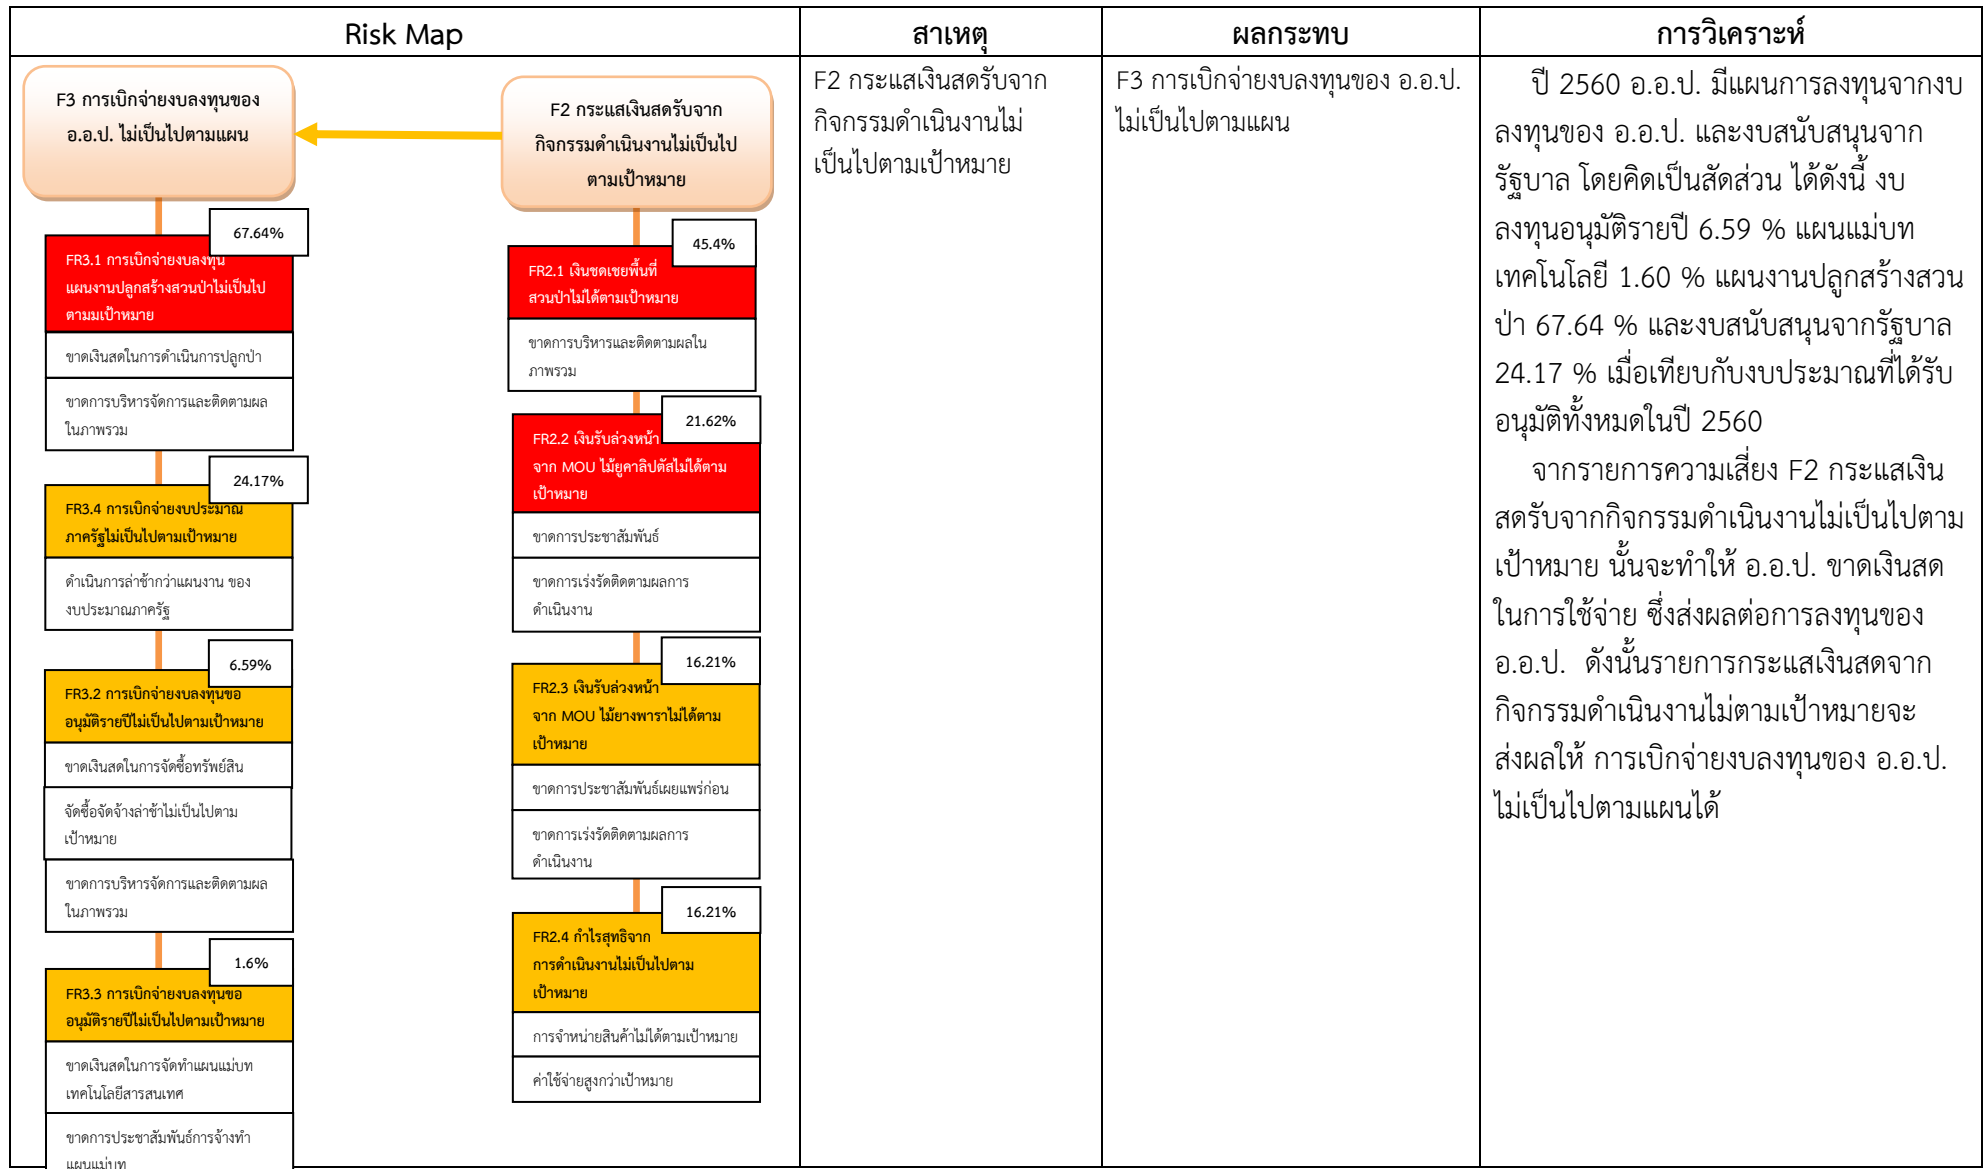 Risk Map
สาเหตุ
ผลกระทบ
การวิเคราะห์
F3 การเบิกจ่ายงบลงทุนของ
อ.อ.ป. ไม่เป็นไปตามแผน
67.64%
FR3.1 การเบิกจ่ายงบลงทุน
แผนงานปลูกสร้างสวนป่าไม่เป็นไป
ตามมเป้าหมาย
ขาดเงินสดในการดำเนินการปลูกป่า
ขาดการบริหารจัดการและติดตามผล
ในภาพรวม
24.17%
FR3.4 การเบิกจ่ายงบประมาณ
ภาครัฐไม่เป็นไปตามเป้าหมาย
ดำเนินการล่าช้ากว่าแผนงาน ของ
งบประมาณภาครัฐ
6.59%
FR3.2 การเบิกจ่ายงบลงทุนขอ
อนุมัติรายปีไม่เป็นไปตามเป้าหมาย
ขาดเงินสดในการจัดซื้อทรัพย์สิน
จัดซื้อจัดจ้างล่าช้าไม่เป็นไปตาม
เป้าหมาย
ขาดการบริหารจัดการและติดตามผล
ในภาพรวม
1.6%
FR3.3 การเบิกจ่ายงบลงทุนขอ
อนุมัติรายปีไม่เป็นไปตามเป้าหมาย
ขาดเงินสดในการจัดทำแผนแม่บท
เทคโนโลยีสารสนเทศ
ขาดการประชาสัมพันธ์การจ้างทำ
แผนแม่บท
F2 กระแสเงินสดรับจาก
กิจกรรมดำเนินงานไม่เป็นไป
ตามเป้าหมาย
45.4%
FR2.1 เงินชดเชยพื้นที่
สวนป่าไม่ได้ตามเป้าหมาย
ขาดการบริหารและติดตามผลใน
ภาพรวม
21.62%
FR2.2 เงินรับล่วงหน้า
จาก MOU ไม้ยูคาลิปตัสไม่ได้ตาม
เป้าหมาย
ขาดการประชาสัมพันธ์
ขาดการเร่งรัดติดตามผลการ
ดำเนินงาน
16.21%
FR2.3 เงินรับล่วงหน้า
จาก MOU ไม้ยางพาราไม่ได้ตาม
เป้าหมาย
ขาดการประชาสัมพันธ์เผยแพร่ก่อน
ขาดการเร่งรัดติดตามผลการ
ดำเนินงาน
16.21%
FR2.4 กำไรสุทธิจาก
การดำเนินงานไม่เป็นไปตาม
เป้าหมาย
การจำหน่ายสินค้าไม่ได้ตามเป้าหมาย
ค่าใช้จ่ายสูงกว่าเป้าหมาย
F2 กระแสเงินสดรับจาก
กิจกรรมดำเนินงานไม่
เป็นไปตามเป้าหมาย
F3 การเบิกจ่ายงบลงทุนของ อ.อ.ป.
ไม่เป็นไปตามแผน
ปี 2560 อ.อ.ป. มีแผนการลงทุนจากงบ
ลงทุนของ อ.อ.ป. และงบสนับสนุนจาก
รัฐบาล โดยคิดเป็นสัดส่วน ได้ดังนี้ งบ
ลงทุนอนุมัติรายปี 6.59 % แผนแม่บท
เทคโนโลยี 1.60 % แผนงานปลูกสร้างสวน
ป่า 67.64 % และงบสนับสนุนจากรัฐบาล
24.17 % เมื่อเทียบกับงบประมาณที่ได้รับ
อนุมัติทั้งหมดในปี 2560
จากรายการความเสี่ยง F2 กระแสเงิน
สดรับจากกิจกรรมดำเนินงานไม่เป็นไปตาม
เป้าหมาย นั้นจะทำให้ อ.อ.ป. ขาดเงินสด
ในการใช้จ่าย ซึ่งส่งผลต่อการลงทุนของ
อ.อ.ป. ดังนั้นรายการกระแสเงินสดจาก
กิจกรรมดำเนินงานไม่ตามเป้าหมายจะ
ส่งผลให้ การเบิกจ่ายงบลงทุนของ อ.อ.ป.
ไม่เป็นไปตามแผนได้